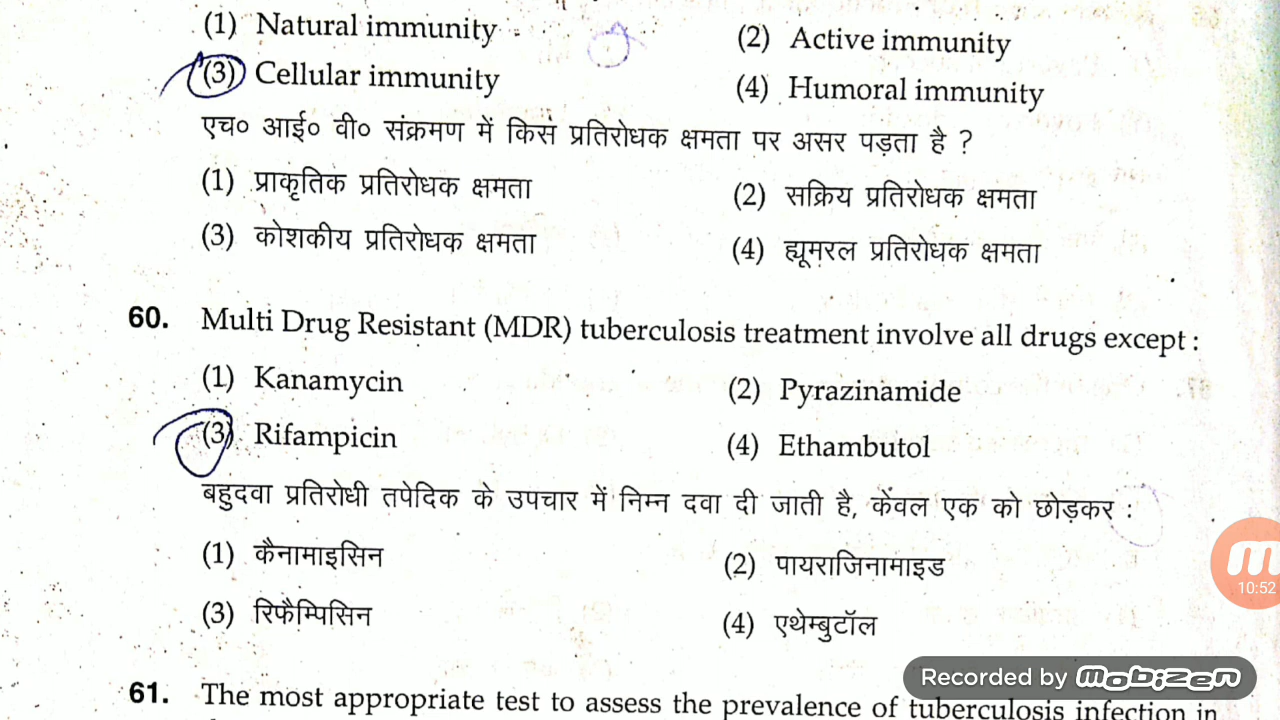 (1) Natural immunity (2) Active immunity
(3) Cellular immunity (4) Humoral immunity
एच० आई० वी० संक्रमण में किस प्रतिरोधक क्षमता पर असर पड़ता है ?
(1) प्राकृतिक प्रतिरोधक क्षमता (2) सक्रिय प्रतिरोधक क्षमता
(3) कोशकीय प्रतिरोधक क्षमता (4) ह्यूमरल प्रतिरोधक क्षमता
60. Multi Drug Resistant (MDR) tuberculosis treatment involve all drugs except :
(1) Kanamycin (2) Pyrazinamide
(3) Rifampicin (4) Ethambutol
बहुदवा प्रतिरोधी तपेदिक के उपचार में निम्न दवा दी जाती है, केवल एक को छोड़कर :
(1) कैनामाइसिन (2) पायराजिनामाइड
(3) रिफैम्पिसिन (4) एथेम्बुटॉल
10:52
Recorded by mobizen
61. The most appropriate test to assess the prevalence of tuberculosis infection in